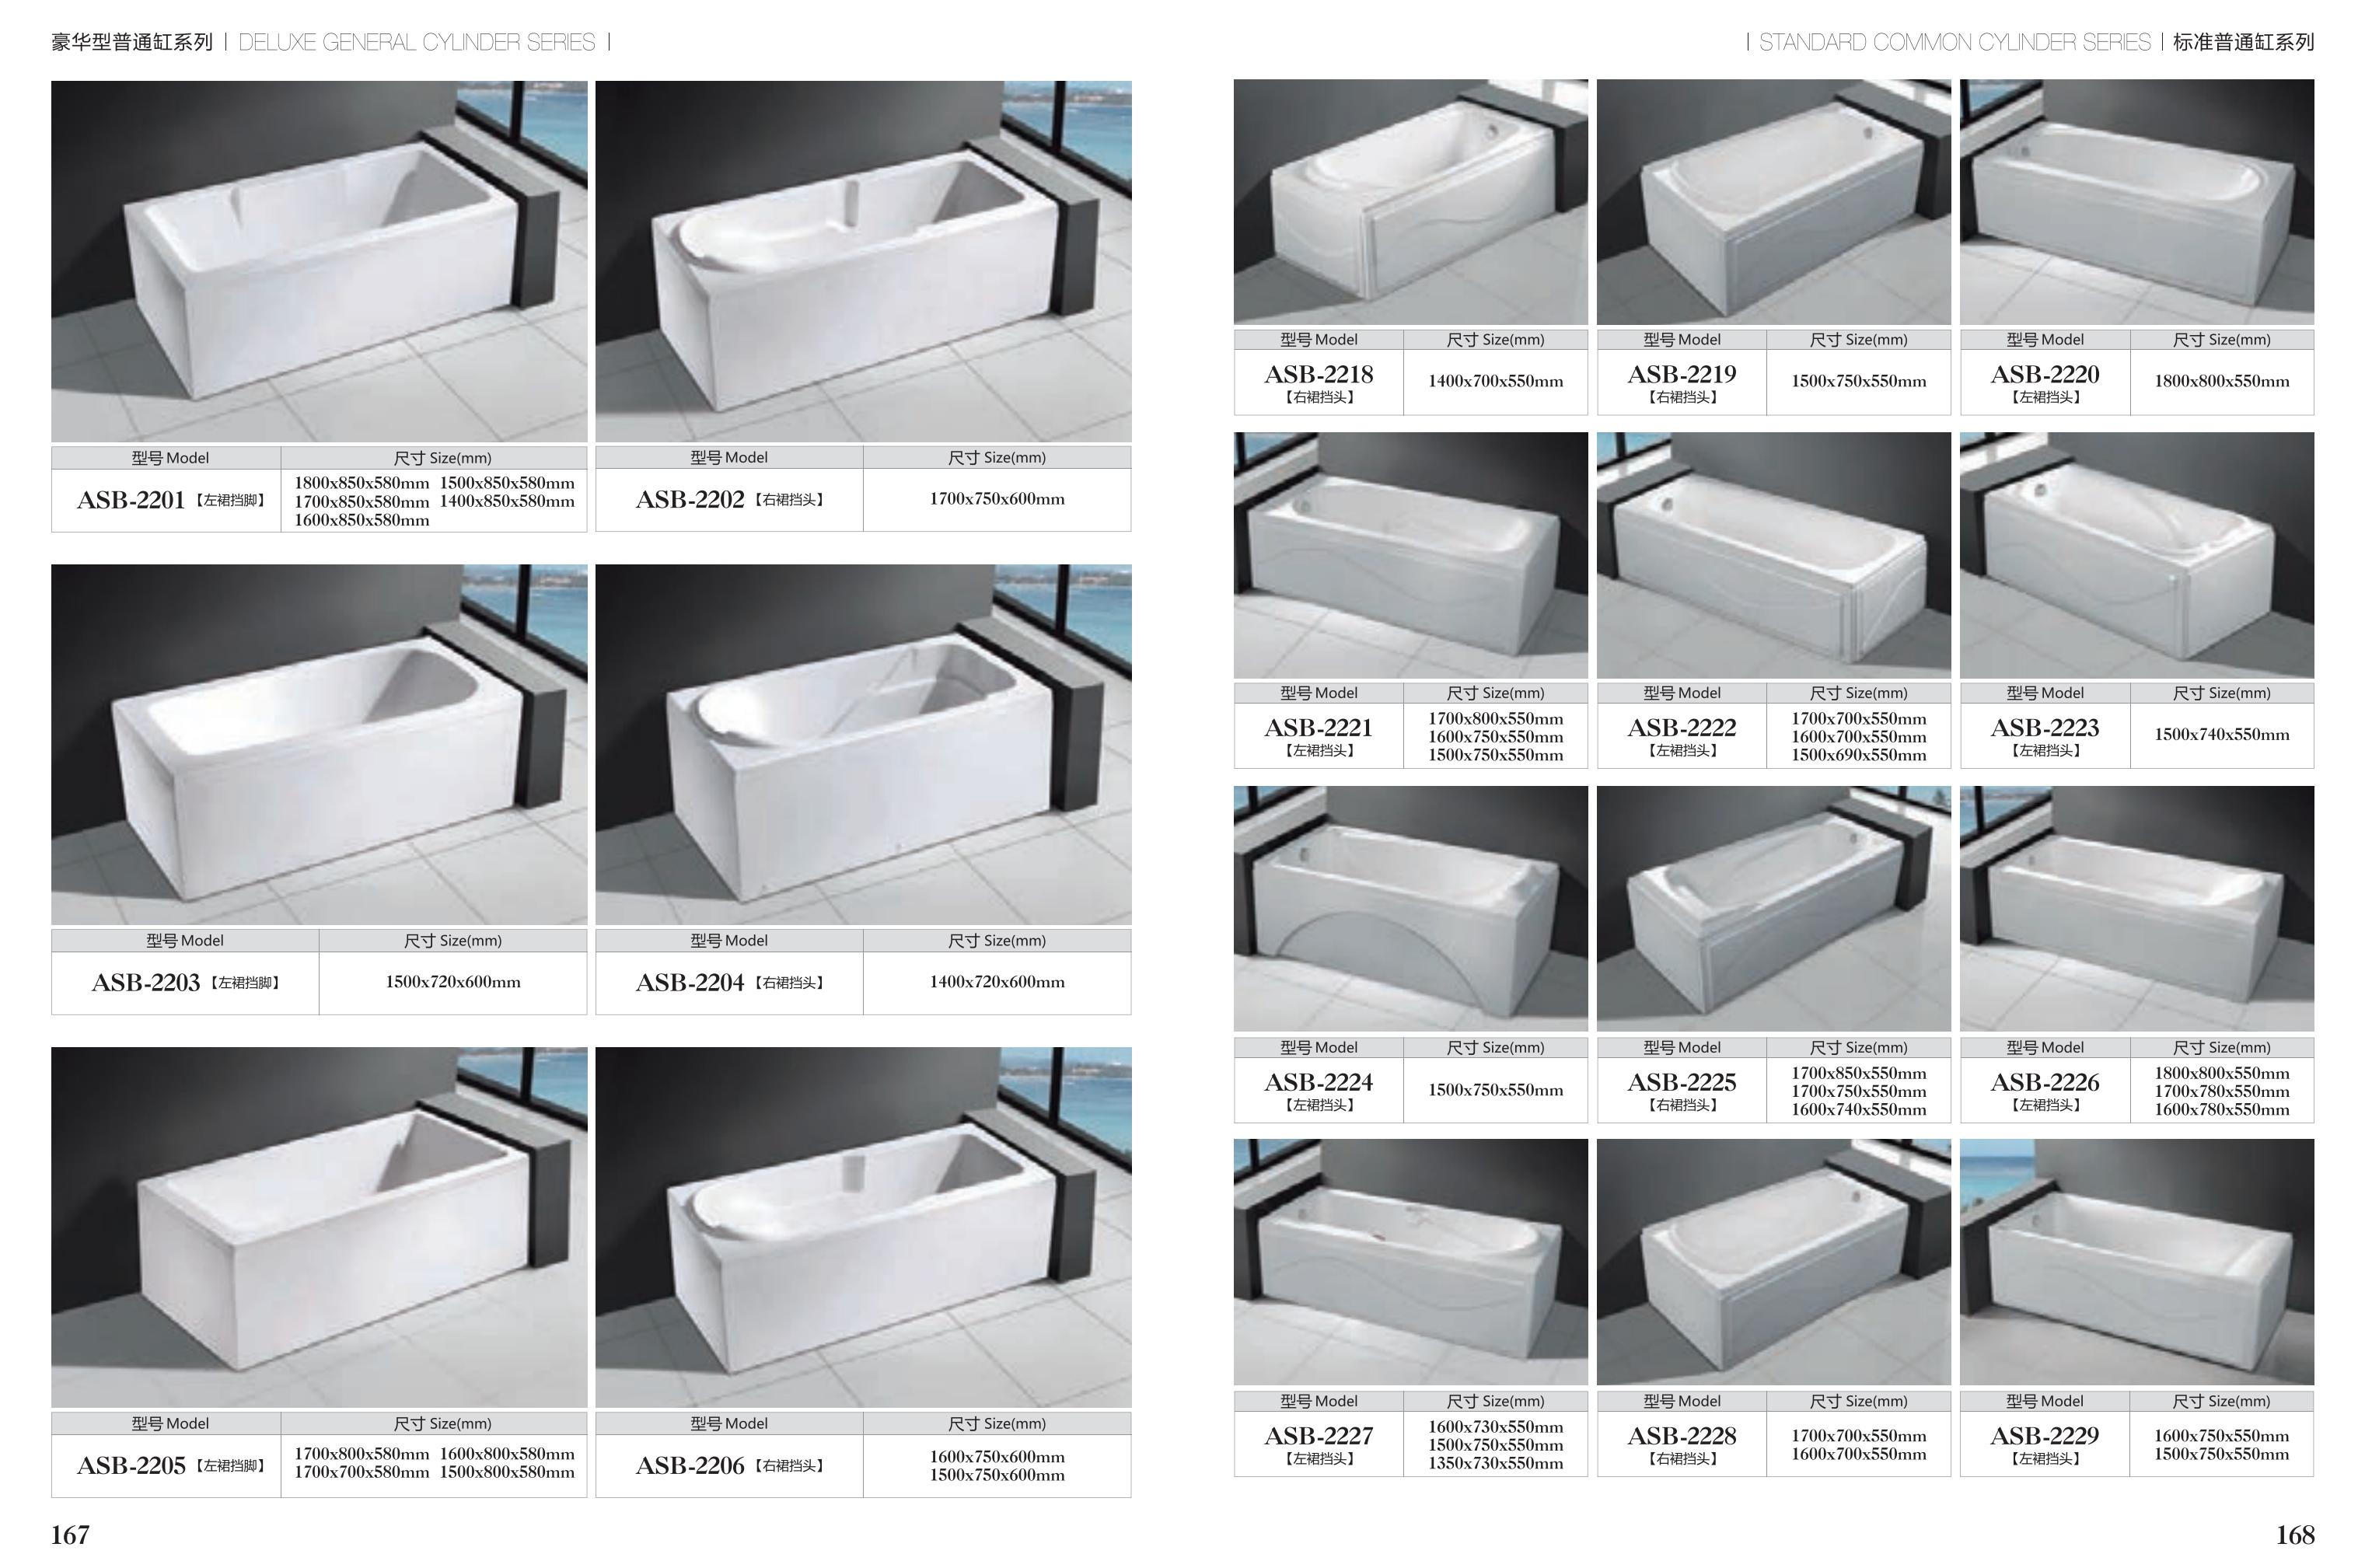 豪华型普通缸系列 | DELUXE GENERAL CYLINDER SERIES |
型号 Model 尺寸 Size(mm)
ASB-2201【左裙挡脚】
1800x850x580mm 1500x850x580mm
1700x850x580mm 1400x850x580mm
1600x850x580mm
型号 Model 尺寸 Size(mm)
ASB-2202【右裙挡头】 1700x750x600mm
型号 Model 尺寸 Size(mm)
ASB-2203【左裙挡脚】 1500x720x600mm
型号 Model 尺寸 Size(mm)
ASB-2204【右裙挡头】 1400x720x600mm
型号 Model 尺寸 Size(mm)
ASB-2205【左裙挡脚】
1700x800x580mm 1600x800x580mm
1700x700x580mm 1500x800x580mm
型号 Model 尺寸 Size(mm)
ASB-2206【右裙挡头】
1600x750x600mm
1500x750x600mm
167
| STANDARD COMMON CYLINDER SERIES | 标准普通缸系列
型号 Model 尺寸 Size(mm)
ASB-2218
【右裙挡头】
1400x700x550mm
型号 Model 尺寸 Size(mm)
ASB-2219
【右裙挡头】
1500x750x550mm
型号 Model 尺寸 Size(mm)
ASB-2220
【左裙挡头】
1800x800x550mm
型号 Model 尺寸 Size(mm)
ASB-2221
【左裙挡头】
1700x800x550mm
1600x750x550mm
1500x750x550mm
型号 Model 尺寸 Size(mm)
ASB-2222
【左裙挡头】
1700x700x550mm
1600x700x550mm
1500x690x550mm
型号 Model 尺寸 Size(mm)
ASB-2223
【左裙挡头】
1500x740x550mm
型号 Model 尺寸 Size(mm)
ASB-2224
【左裙挡头】
1500x750x550mm
型号 Model 尺寸 Size(mm)
ASB-2225
【右裙挡头】
1700x850x550mm
1700x750x550mm
1600x740x550mm
型号 Model 尺寸 Size(mm)
ASB-2226
【左裙挡头】
1800x800x550mm
1700x780x550mm
1600x780x550mm
型号 Model 尺寸 Size(mm)
ASB-2227
【左裙挡头】
1600x730x550mm
1500x750x550mm
1350x730x550mm
型号 Model 尺寸 Size(mm)
ASB-2228
【右裙挡头】
1700x700x550mm
1600x700x550mm
型号 Model 尺寸 Size(mm)
ASB-2229
【左裙挡头】
1600x750x550mm
1500x750x550mm
168